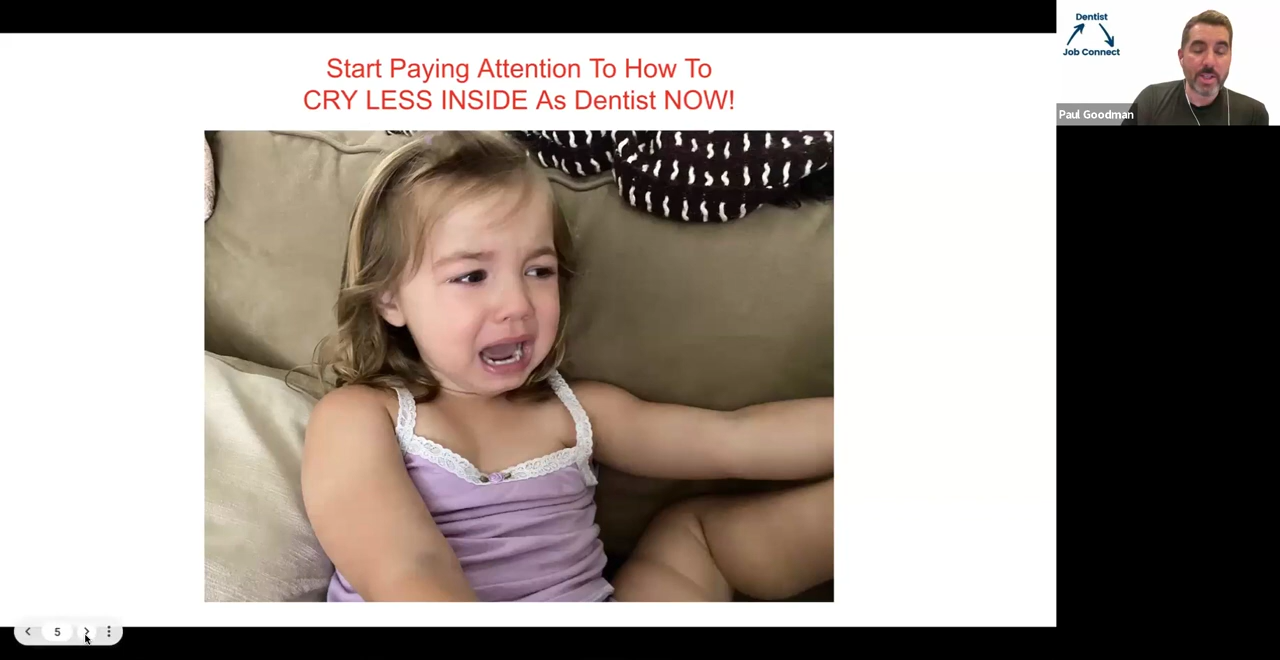 Start Paying Attention To How To
CRY LESS INSIDE As Dentist NOW!
Dentist
Job Connect
Paul Goodman
5